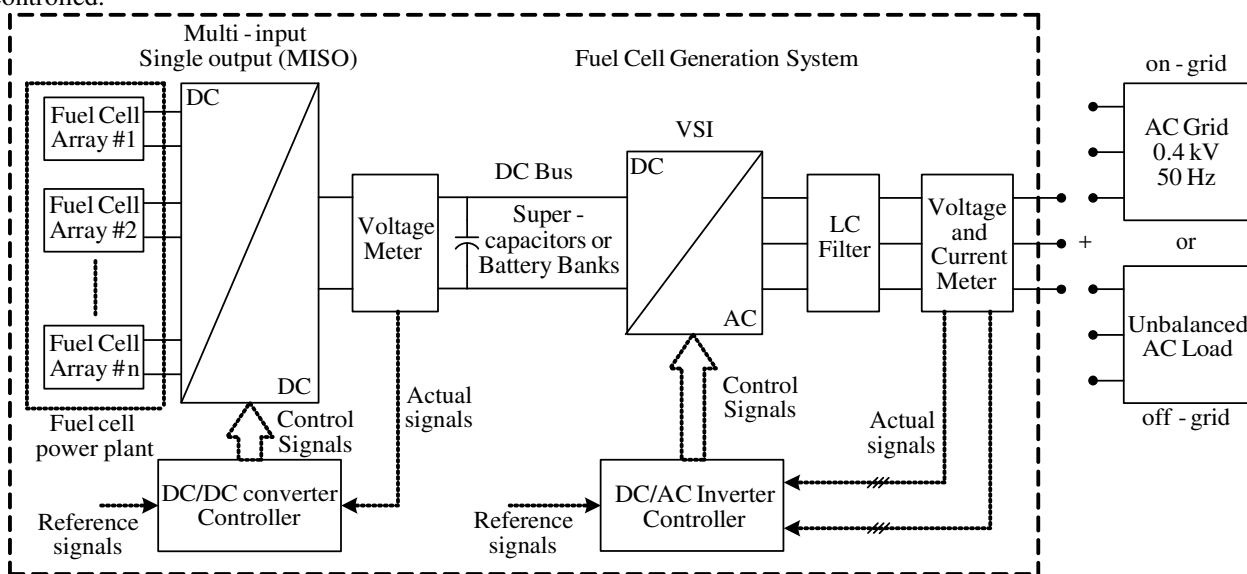 controlled.
Multi - input
Single output (MISO)
Fuel Cell Generation System
on - grid
DC
Fuel Cell
Array #1
Fuel Cell
Array #2
Fuel Cell
Array #n
Fuel cell
power plant
DC
Voltage
Meter
DC Bus
Super -
capacitors or
Battery Banks
VSI
DC
AC
LC
Filter
Voltage
and
Current
Meter
+
AC Grid
0.4 kV
50 Hz
or
Unbalanced
AC Load
off - grid
Control
Signals
Actual
signals
Control
Signals
Actual
signals
DC/DC converter
Controller
Reference
signals
DC/AC Inverter
Controller
Reference
signals